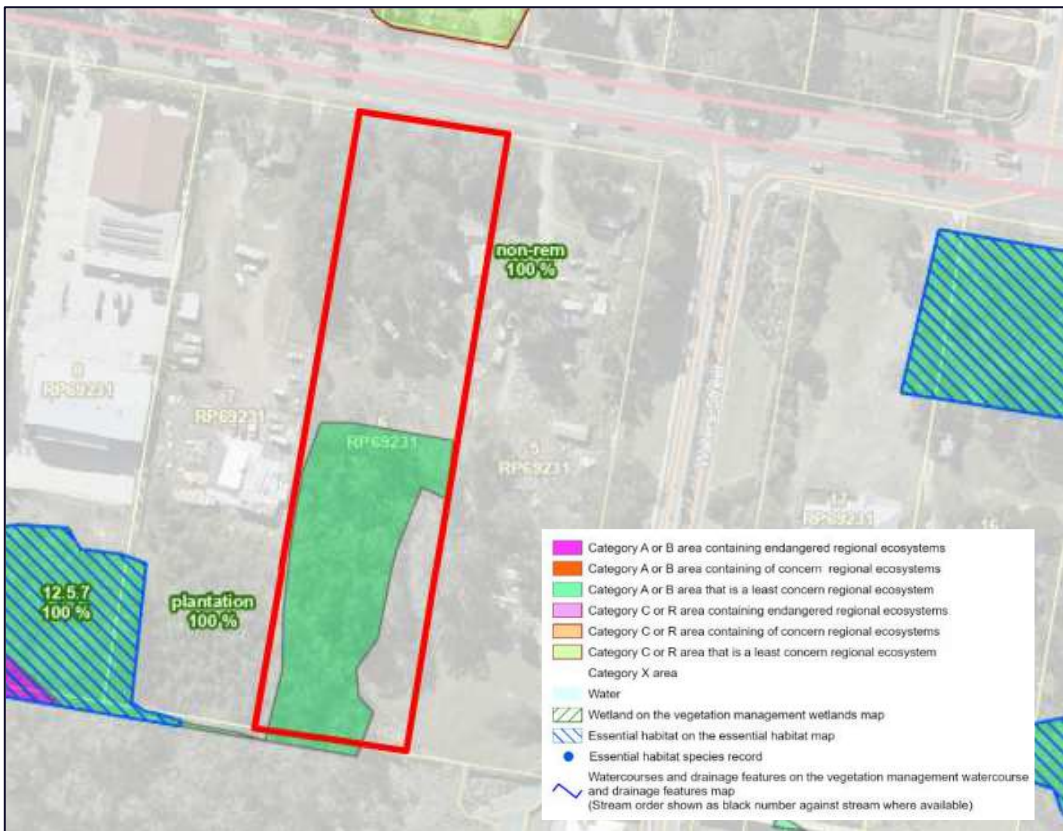 non-rem
100 %
7
RP69231
6
RP69231
5
RP69231
RP69231
RP69231
16
12.5.7
100 %
plantation
100 %
Category A or B area containing endangered regional ecosystems
Category A or B area containing of concern regional ecosystems
Category A or B area that is a least concern regional ecosystem
Category C or R area containing endangered regional ecosystems
Category C or R area containing of concern regional ecosystems
Category C or R area that is a least concern regional ecosystem
Category X area
Water
Wetland on the vegetation management wetlands map
Essential habitat on the essential habitat map
Essential habitat species record
Watercourses and drainage features on the vegetation management watercourse
and drainage features map
(Stream order shown as black number against stream where available)